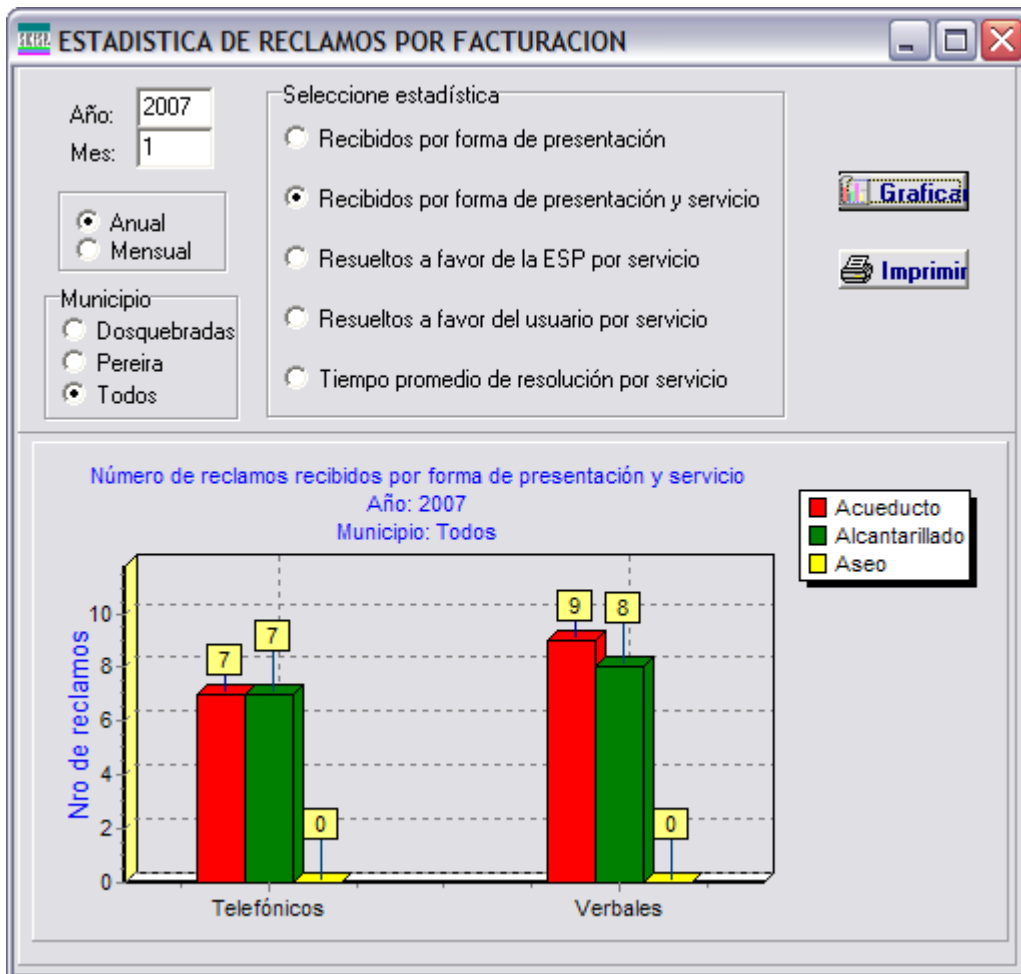 ESTADISTICA DE RECLAMOS POR FACTURACION
Año: 2007
Mes: 1
Anual
Mensual
Municipio
Dosquebradas
Pereira
Todos
Seleccione estadística
Recibidos por forma de presentación
Recibidos por forma de presentación y servicio
Resueltos a favor de la ESP por servicio
Resueltos a favor del usuario por servicio
Tiempo promedio de resolución por servicio
Graficar
Imprimir
Número de reclamos recibidos por forma de presentación y servicio
Año: 2007
Municipio: Todos
Acueducto
Alcantarillado
Aseo
Nro de reclamos
10
8
6
4
2
0
7
7
0
9
8
0
Telefónicos
Verbales